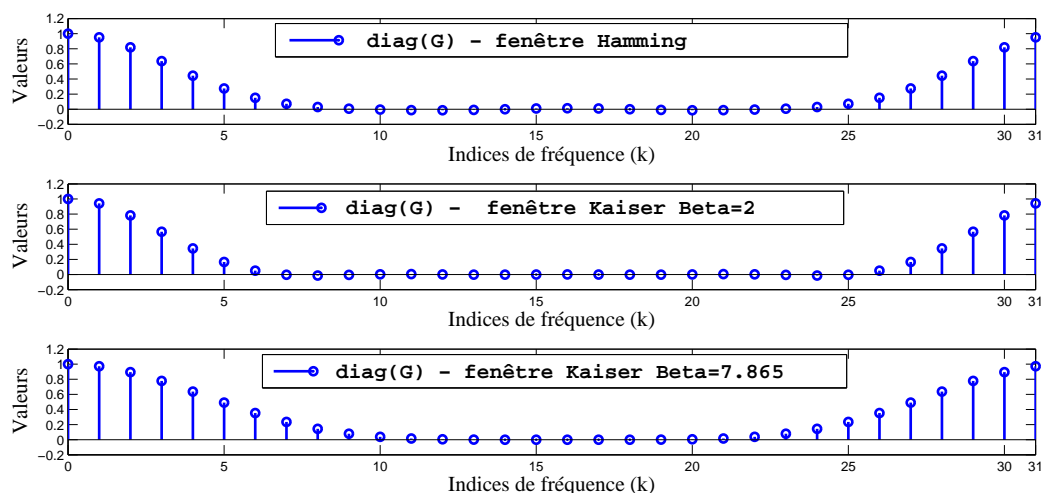 1.2
1
0.8
0.6
0.4
0.2
0
−0.2
Valeurs
diag(G) − fenêtre Hamming
0 5 10 15 20 25 30 31
Indices de fréquence (k)
1.2
1
0.8
0.6
0.4
0.2
0
−0.2
Valeurs
diag(G) − fenêtre Kaiser Beta=2
0 5 10 15 20 25 30 31
Indices de fréquence (k)
1.2
1
0.8
0.6
0.4
0.2
0
−0.2
Valeurs
diag(G) − fenêtre Kaiser Beta=7.865
0 5 10 15 20 25 30 31
Indices de fréquence (k)